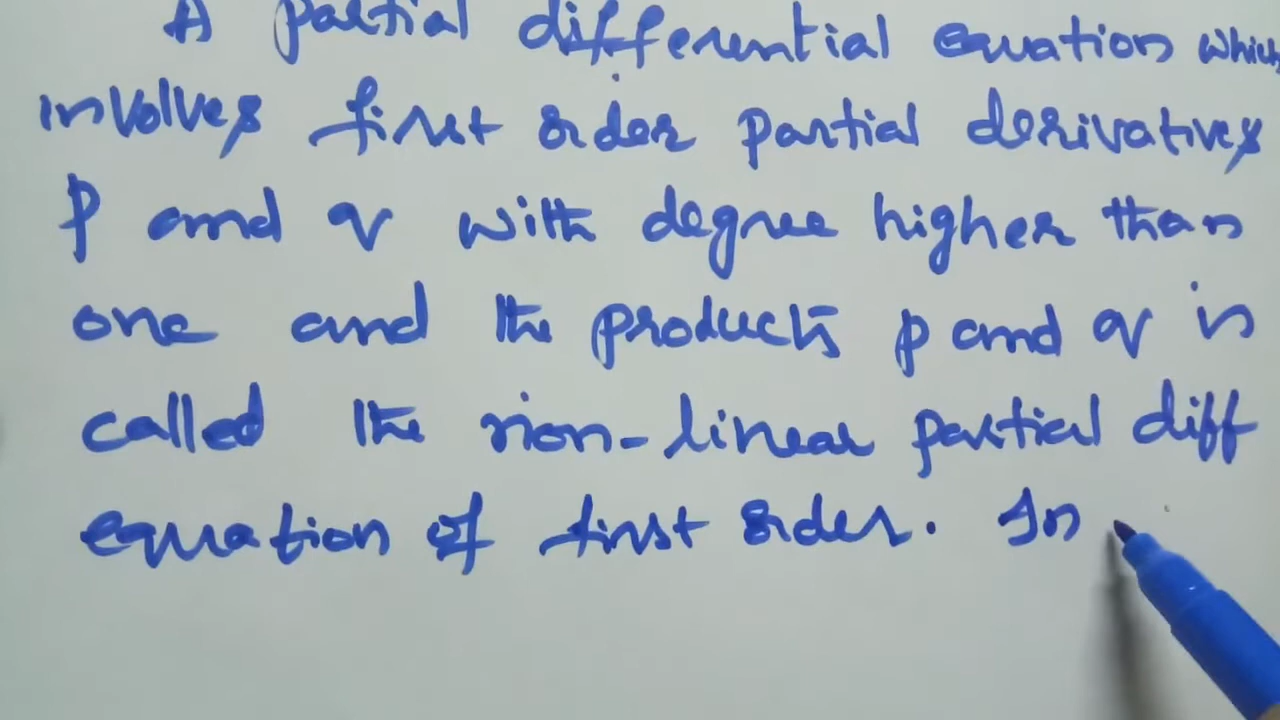 A partial differential equation which
involves first order partial derivatives
p and q with degree higher than
one and the products p and q is
called the non-linear partial diff
equation of first order. In